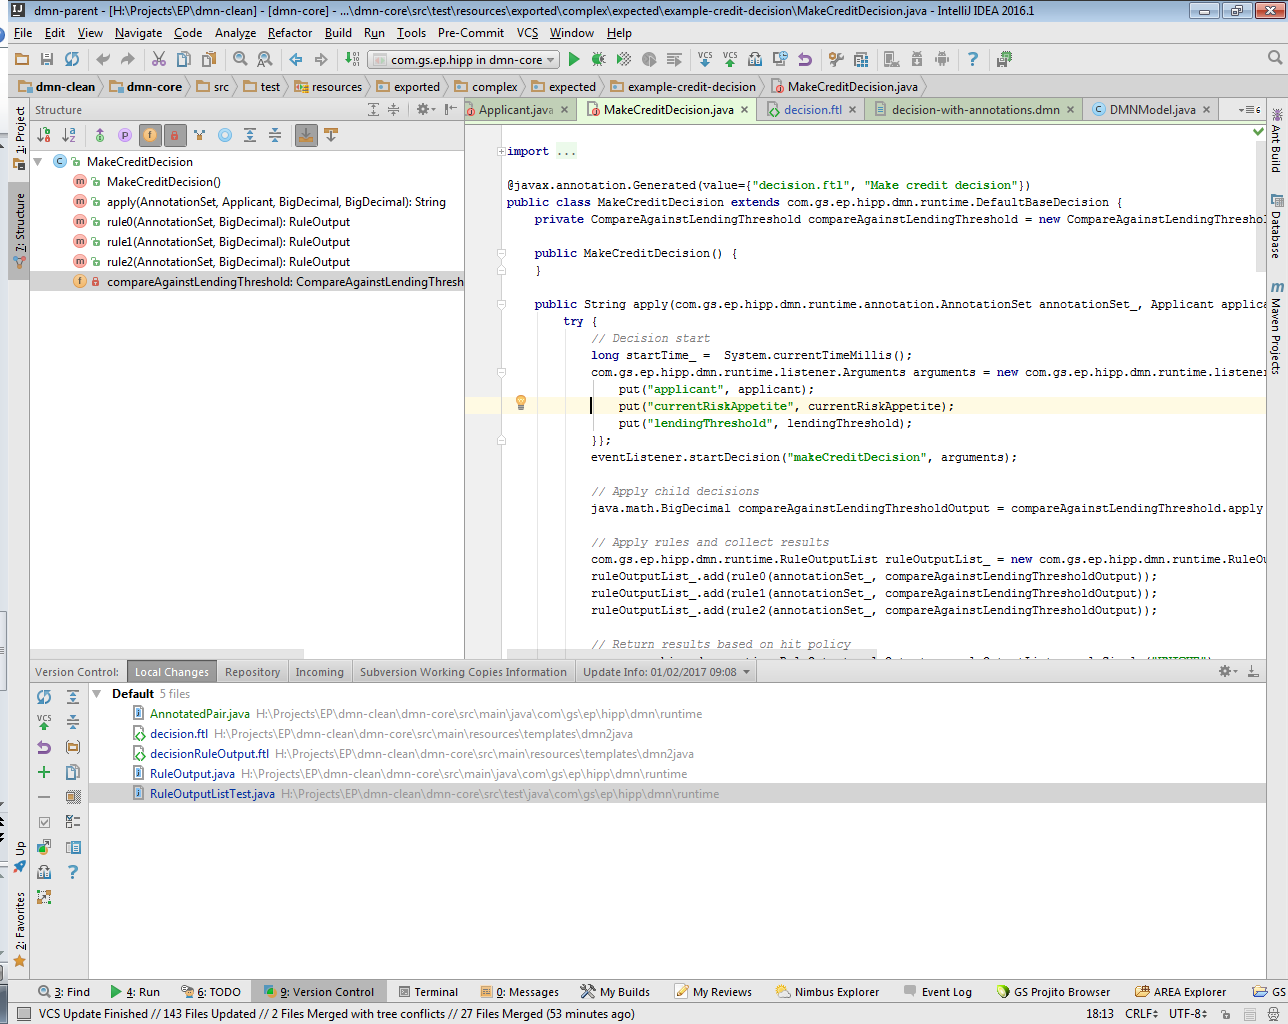 dmn-parent - [H:\Projects\EP\dmn-clean] - [dmn-core] - ...\dmn-core\src\test\resources\exported\complex\expected\example-credit-decision\MakeCreditDecision.java - IntelliJ IDEA 2016.1
File Edit View Navigate Code Analyze Refactor Build Run Tools Pre-Commit VCS Window Help
com.gs.ep.hipp in dmn-core
VCS VCS
dmn-clean dmn-core src test resources exported complex expected example-credit-decision MakeCreditDecision.java
Structure
Applicant.java MakeCreditDecision.java decision.ftl decision-with-annotations.dmn DMNModel.java
1: Project
7: Structure
2: Favorites
Up
Ant Build
Database
Maven Projects
MakeCreditDecision
MakeCreditDecision()
apply(AnnotationSet, Applicant, BigDecimal, BigDecimal): String
rule0(AnnotationSet, BigDecimal): RuleOutput
rule1(AnnotationSet, BigDecimal): RuleOutput
rule2(AnnotationSet, BigDecimal): RuleOutput
compareAgainstLendingThreshold: CompareAgainstLendingThresh
import ...
@javax.annotation.Generated(value={"decision.ftl", "Make credit decision"})
public class MakeCreditDecision extends com.gs.ep.hipp.dmn.runtime.DefaultBaseDecision {
private CompareAgainstLendingThreshold compareAgainstLendingThreshold = new CompareAgainstLendingThreshol
public MakeCreditDecision() {
}
public String apply(com.gs.ep.hipp.dmn.runtime.annotation.AnnotationSet annotationSet_, Applicant applica
try {
// Decision start
long startTime_ = System.currentTimeMillis();
com.gs.ep.hipp.dmn.runtime.listener.Arguments arguments = new com.gs.ep.hipp.dmn.runtime.listener
put("applicant", applicant);
put("currentRiskAppetite", currentRiskAppetite);
put("lendingThreshold", lendingThreshold);
}};
eventListener.startDecision("makeCreditDecision", arguments);
// Apply child decisions
java.math.BigDecimal compareAgainstLendingThresholdOutput = compareAgainstLendingThreshold.apply
// Apply rules and collect results
com.gs.ep.hipp.dmn.runtime.RuleOutputList ruleOutputList_ = new com.gs.ep.hipp.dmn.runtime.RuleOu
ruleOutputList_.add(rule0(annotationSet_, compareAgainstLendingThresholdOutput));
ruleOutputList_.add(rule1(annotationSet_, compareAgainstLendingThresholdOutput));
ruleOutputList_.add(rule2(annotationSet_, compareAgainstLendingThresholdOutput));
// Return results based on hit policy
Version Control: Local Changes Repository Incoming Subversion Working Copies Information Update Info: 01/02/2017 09:08
VCS
Default 5 files
AnnotatedPair.java H:\Projects\EP\dmn-clean\dmn-core\src\main\java\com\gs\ep\hipp\dmn\runtime
decision.ftl H:\Projects\EP\dmn-clean\dmn-core\src\main\resources\templates\dmn2java
decisionRuleOutput.ftl H:\Projects\EP\dmn-clean\dmn-core\src\main\resources\templates\dmn2java
RuleOutput.java H:\Projects\EP\dmn-clean\dmn-core\src\main\java\com\gs\ep\hipp\dmn\runtime
RuleOutputListTest.java H:\Projects\EP\dmn-clean\dmn-core\src\test\java\com\gs\ep\hipp\dmn\runtime
3: Find 4: Run 6: TODO 9: Version Control Terminal 0: Messages My Builds My Reviews Nimbus Explorer Event Log GS Projito Browser AREA Explorer GS
VCS Update Finished // 143 Files Updated // 2 Files Merged with tree conflicts // 27 Files Merged (53 minutes ago) 18:13 CRLF UTF-8